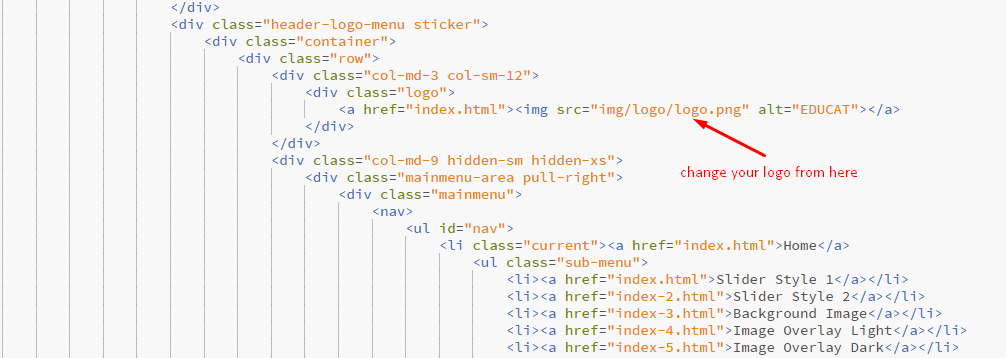 </div>
<div class="header-logo-menu sticker">
<div class="container">
<div class="row">
<div class="col-md-3 col-sm-12">
<div class="logo">
<a href="index.html"><img src="img/logo/logo.png" alt="EDUCAT"></a>
</div>
</div>
<div class="col-md-9 hidden-sm hidden-xs">
change your logo from here
<div class="mainmenu-area pull-right">
<div class="mainmenu">
<nav>
<ul id="nav">
<li class="current"><a href="index.html">Home</a>
<ul class="sub-menu">
<li><a href="index.html">Slider Style 1</a></li>
<li><a href="index-2.html">Slider Style 2</a></li>
<li><a href="index-3.html">Background Image</a></li>
<li><a href="index-4.html">Image Overlay Light</a></li>
<li><a href="index-5.html">Image Overlay Dark</a></li>